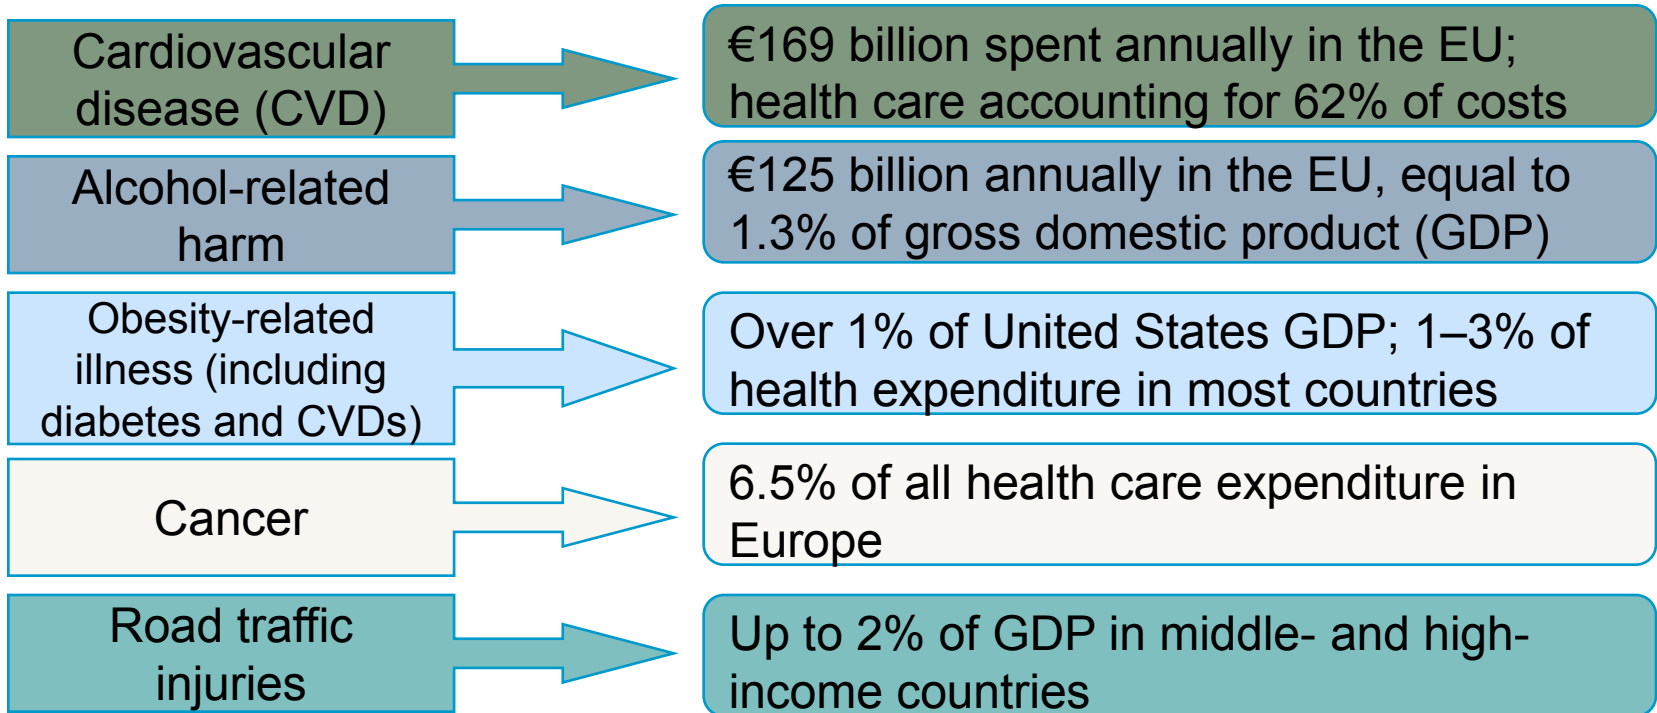 Cardiovascular
disease (CVD)
€169 billion spent annually in the EU;
health care accounting for 62% of costs
Alcohol-related
harm
€125 billion annually in the EU, equal to
1.3% of gross domestic product (GDP)
Obesity-related
illness (including
diabetes and CVDs)
Over 1% of United States GDP; 1–3% of
health expenditure in most countries
Cancer
6.5% of all health care expenditure in
Europe
Road traffic
injuries
Up to 2% of GDP in middle- and high-
income countries